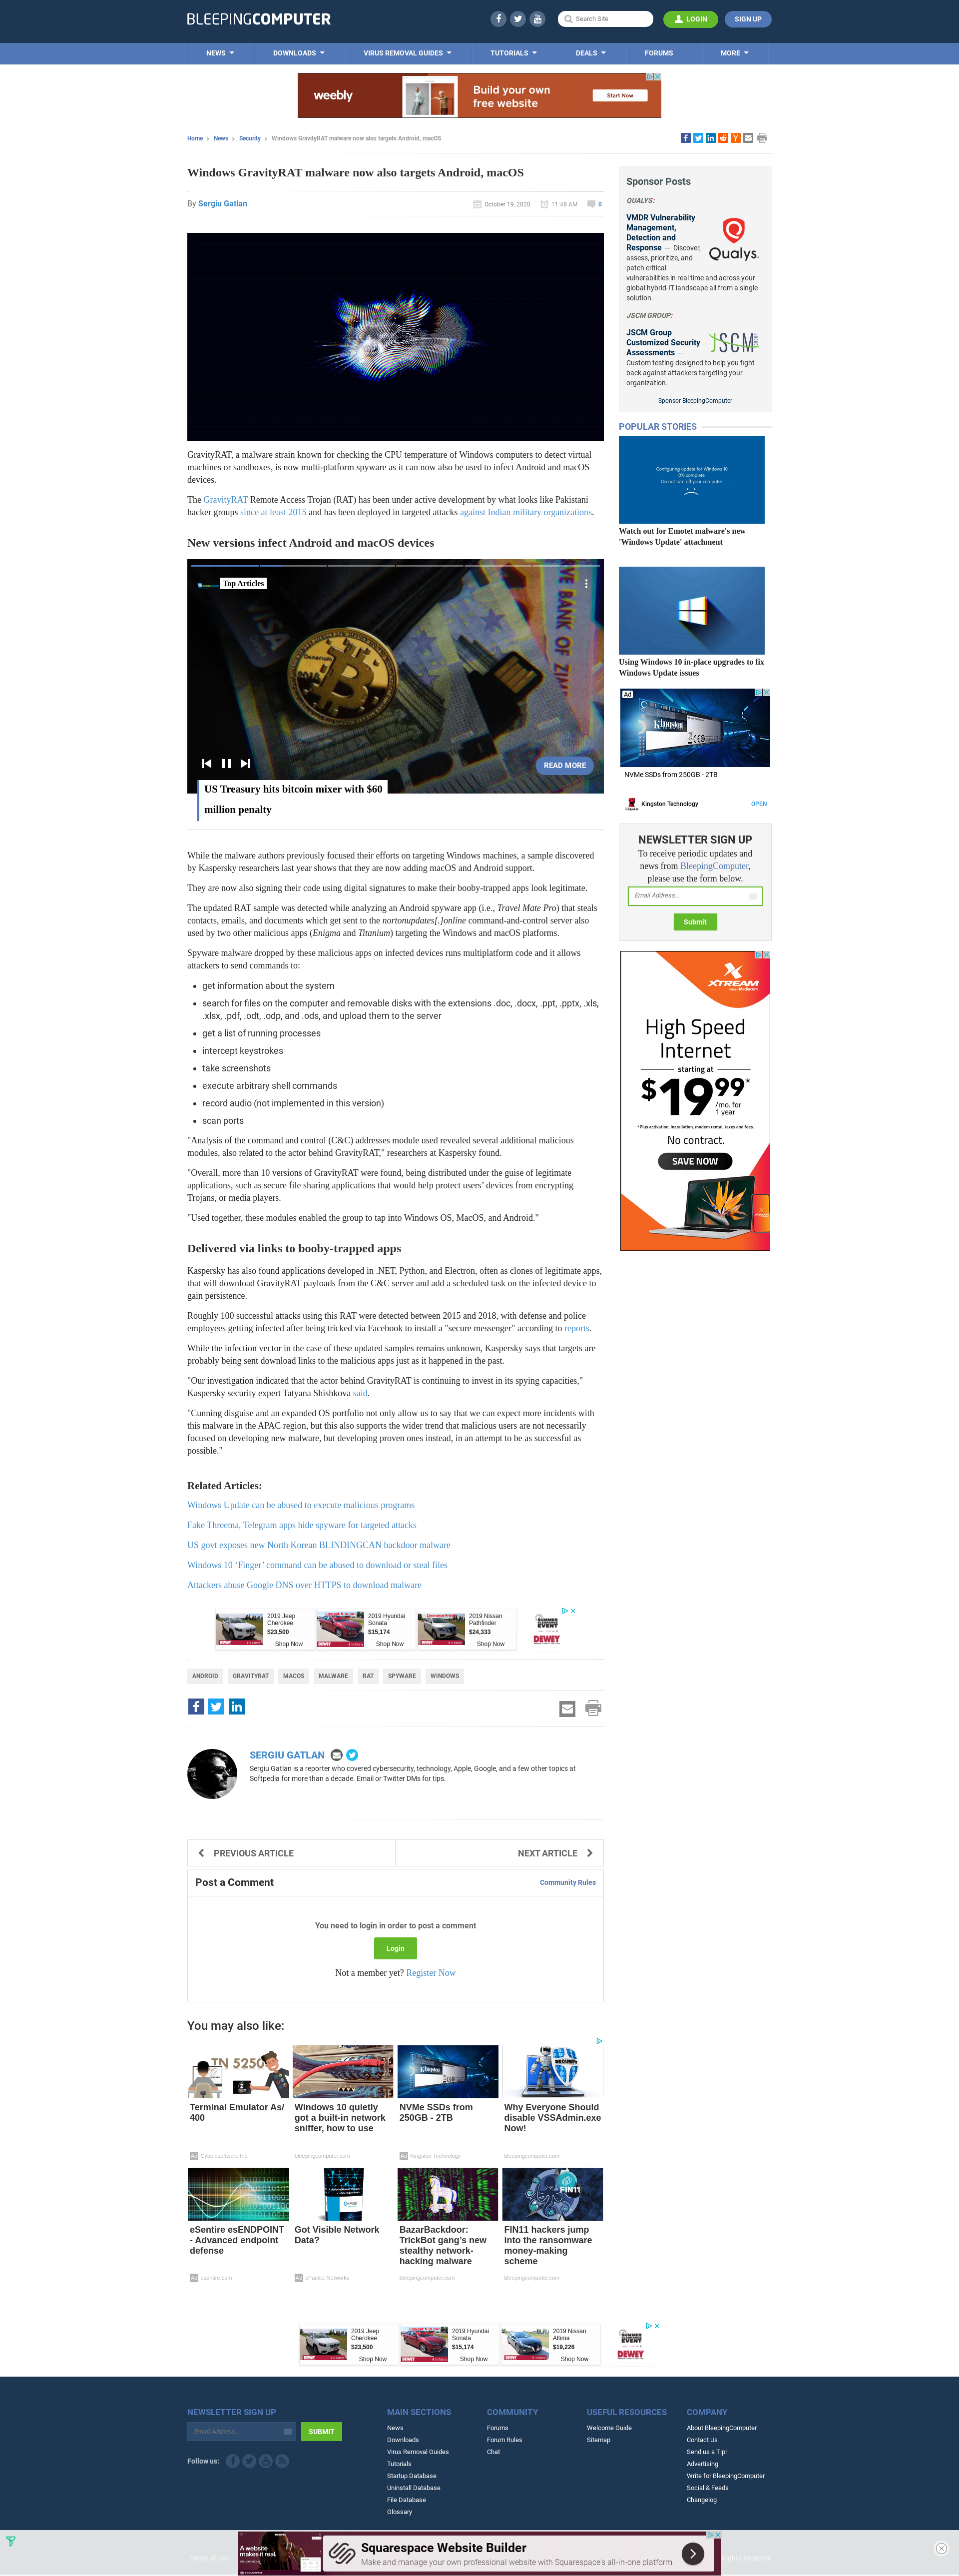 BLEEPINGCOMPUTER
Search Site
LOGIN
SIGN UP
NEWS
DOWNLOADS
VIRUS REMOVAL GUIDES
TUTORIALS
DEALS
FORUMS
MORE
weebly
Build your own
free website
Start Now
Home
News
Security
Windows GravityRAT malware now also targets Android, macOS
Windows GravityRAT malware now also targets Android, macOS
By Sergiu Gatlan
October 19, 2020
11:48 AM
0
GravityRAT, a malware strain known for checking the CPU temperature of Windows computers to detect virtual
machines or sandboxes, is now multi-platform spyware as it can now also be used to infect Android and macOS
devices.
The GravityRAT Remote Access Trojan (RAT) has been under active development by what looks like Pakistani
hacker groups since at least 2015 and has been deployed in targeted attacks against Indian military organizations.
New versions infect Android and macOS devices
Top Articles
READ MORE
US Treasury hits bitcoin mixer with $60
million penalty
While the malware authors previously focused their efforts on targeting Windows machines, a sample discovered
by Kaspersky researchers last year shows that they are now adding macOS and Android support.
They are now also signing their code using digital signatures to make their booby-trapped apps look legitimate.
The updated RAT sample was detected while analyzing an Android spyware app (i.e., Travel Mate Pro) that steals
contacts, emails, and documents which get sent to the nortonupdates[.]online command-and-control server also
used by two other malicious apps (Enigma and Titanium) targeting the Windows and macOS platforms.
Spyware malware dropped by these malicious apps on infected devices runs multiplatform code and it allows
attackers to send commands to:
• get information about the system
• search for files on the computer and removable disks with the extensions .doc, .docx, .ppt, .pptx, .xls,
.xlsx, .pdf, .odt, .odp, and .ods, and upload them to the server
• get a list of running processes
• intercept keystrokes
• take screenshots
• execute arbitrary shell commands
• record audio (not implemented in this version)
• scan ports
"Analysis of the command and control (C&C) addresses module used revealed several additional malicious
modules, also related to the actor behind GravityRAT," researchers at Kaspersky found.
"Overall, more than 10 versions of GravityRAT were found, being distributed under the guise of legitimate
applications, such as secure file sharing applications that would help protect users’ devices from encrypting
Trojans, or media players.
"Used together, these modules enabled the group to tap into Windows OS, MacOS, and Android."
Delivered via links to booby-trapped apps
Kaspersky has also found applications developed in .NET, Python, and Electron, often as clones of legitimate apps,
that will download GravityRAT payloads from the C&C server and add a scheduled task on the infected device to
gain persistence.
Roughly 100 successful attacks using this RAT were detected between 2015 and 2018, with defense and police
employees getting infected after being tricked via Facebook to install a "secure messenger" according to reports.
While the infection vector in the case of these updated samples remains unknown, Kaspersky says that targets are
probably being sent download links to the malicious apps just as it happened in the past.
"Our investigation indicated that the actor behind GravityRAT is continuing to invest in its spying capacities,"
Kaspersky security expert Tatyana Shishkova said.
"Cunning disguise and an expanded OS portfolio not only allow us to say that we can expect more incidents with
this malware in the APAC region, but this also supports the wider trend that malicious users are not necessarily
focused on developing new malware, but developing proven ones instead, in an attempt to be as successful as
possible."
Related Articles:
Windows Update can be abused to execute malicious programs
Fake Threema, Telegram apps hide spyware for targeted attacks
US govt exposes new North Korean BLINDINGCAN backdoor malware
Windows 10 ‘Finger’ command can be abused to download or steal files
Attackers abuse Google DNS over HTTPS to download malware
2019 Jeep
Cherokee
$23,500
Shop Now
2019 Hyundai
Sonata
$15,174
Shop Now
2019 Nissan
Pathfinder
$24,333
Shop Now
DEWEY
ANDROID
GRAVITYRAT
MACOS
MALWARE
RAT
SPYWARE
WINDOWS
SERGIU GATLAN
Sergiu Gatlan is a reporter who covered cybersecurity, technology, Apple, Google, and a few other topics at
Softpedia for more than a decade. Email or Twitter DMs for tips.
PREVIOUS ARTICLE
NEXT ARTICLE
Post a Comment
Community Rules
You need to login in order to post a comment
Login
Not a member yet? Register Now
You may also like:
Terminal Emulator As/
400
Windows 10 quietly
got a built-in network
sniffer, how to use
bleepingcomputer.com
NVMe SSDs from
250GB - 2TB
Ad Kingston Technology
Why Everyone Should
disable VSSAdmin.exe
Now!
bleepingcomputer.com
eSentire esENDPOINT
- Advanced endpoint
defense
Ad esentire.com
Got Visible Network
Data?
Ad cPacket Networks
BazarBackdoor:
TrickBot gang’s new
stealthy network-
hacking malware
bleepingcomputer.com
FIN11 hackers jump
into the ransomware
money-making
scheme
bleepingcomputer.com
Sponsor Posts
QUALYS:
VMDR Vulnerability
Management,
Detection and
Response – Discover,
assess, prioritize, and
patch critical
vulnerabilities in real time and across your
global hybrid-IT landscape all from a single
solution.
Qualys.
JSCM GROUP:
JSCM Group
Customized Security
Assessments –
Custom testing designed to help you fight
back against attackers targeting your
organization.
JSCM
Sponsor BleepingComputer
POPULAR STORIES
Configuring update for Windows 10
0% complete
Do not turn off your computer
Watch out for Emotet malware's new
'Windows Update' attachment
Using Windows 10 in-place upgrades to fix
Windows Update issues
Ad
Kingston
NVMe SSDs from 250GB - 2TB
Kingston Technology
OPEN
NEWSLETTER SIGN UP
To receive periodic updates and
news from BleepingComputer,
please use the form below.
Email Address...
Submit
XTREAM
High Speed
Internet
starting at
$19.99*
/mo. for
1 year
*Plus activation, installation, modem rental, taxes and fees.
No contract.
SAVE NOW
2019 Jeep
Cherokee
$23,500
Shop Now
2019 Hyundai
Sonata
$15,174
Shop Now
2019 Nissan
Altima
$19,226
Shop Now
DEWEY
NEWSLETTER SIGN UP
Email Address...
SUBMIT
Follow us:
MAIN SECTIONS
News
Downloads
Virus Removal Guides
Tutorials
Startup Database
Uninstall Database
File Database
Glossary
COMMUNITY
Forums
Forum Rules
Chat
USEFUL RESOURCES
Welcome Guide
Sitemap
COMPANY
About BleepingComputer
Contact Us
Send us a Tip!
Advertising
Write for BleepingComputer
Social & Feeds
Changelog
A website
makes it real.
Squarespace Website Builder
Make and manage your own professional website with Squarespace's all-in-one platform.